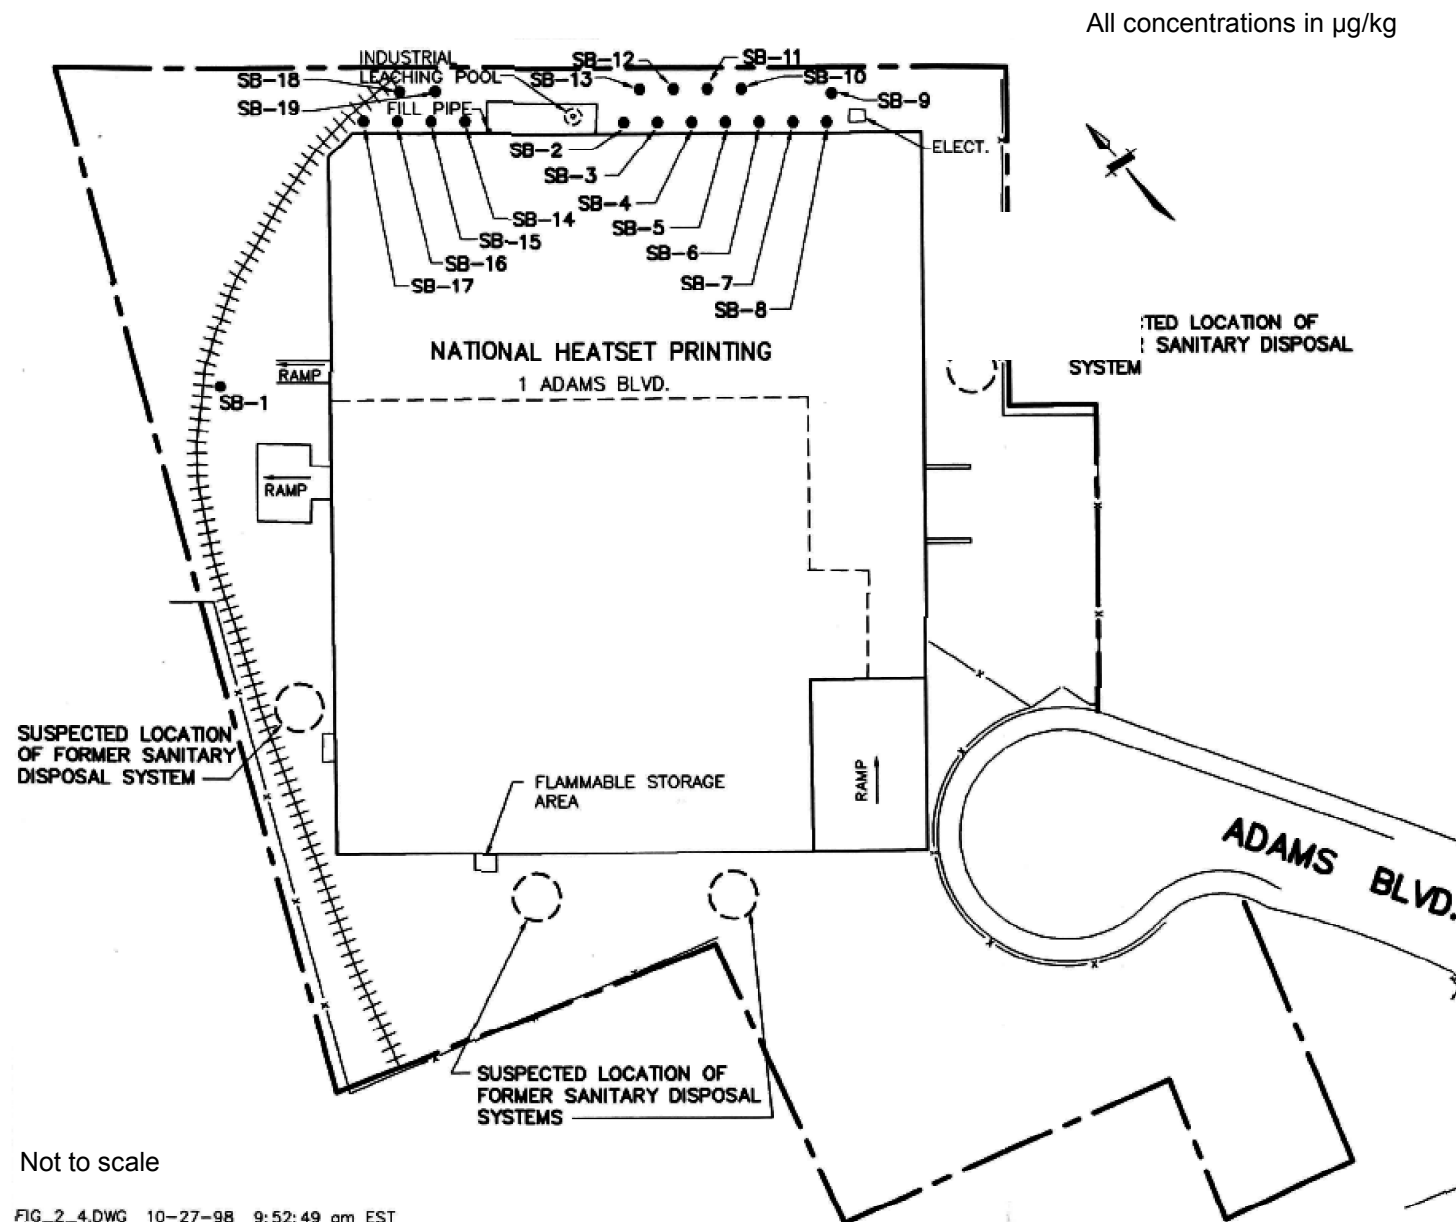 All concentrations in µg/kg
INDUSTRIAL
LEACHING POOL
FILL PIPE
SB-18
SB-19
SB-12
SB-13
SB-11
SB-10
SB-9
ELECT.
SB-2
SB-3
SB-4
SB-5
SB-6
SB-7
SB-8
SB-14
SB-15
SB-16
SB-17
NATIONAL HEATSET PRINTING
1 ADAMS BLVD.
TED LOCATION OF
SANITARY DISPOSAL
SYSTEM
RAMP
SB-1
RAMP
SUSPECTED LOCATION
OF FORMER SANITARY
DISPOSAL SYSTEM
FLAMMABLE STORAGE
AREA
RAMP
ADAMS BLVD.
SUSPECTED LOCATION OF
FORMER SANITARY DISPOSAL
SYSTEMS
Not to scale
FIG_2_4.DWG 10-27-98 9:52:49 am EST